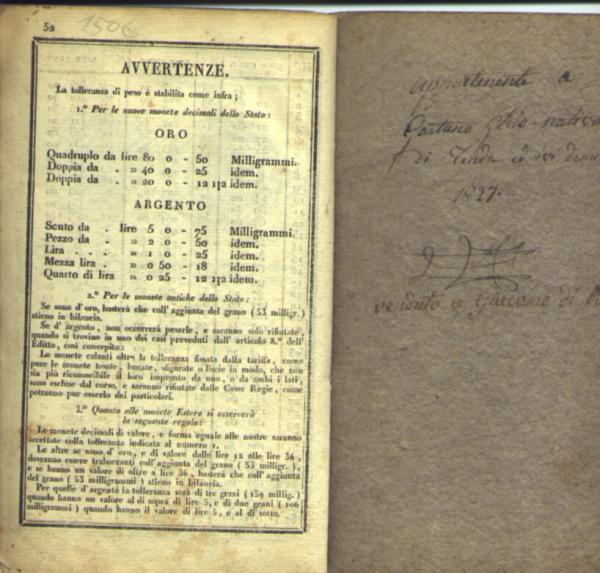 52
1506
AVVERTENZE.
La tolleranza di peso è stabilita come infra;
1.º Per le nuove monete decimali dello Stato:
ORO
Quadruplo da lire 80 0 - 50 Milligrammi.
Doppia da » 40 0 - 25 idem.
Doppia da » 20 0 - 12 1|2 idem.
ARGENTO
Scuto da . lire 5 0 - 75 Milligrammi.
Pezzo da . » 2 0 - 50 idem.
Lira . . . » 1 0 - 25 idem.
Mezza lira . » 0 50 - 18 idem.
Quarto di lira » 0 25 - 12 1|2 idem.
2.º Per le monete antiche dello Stato:
Se sono d'oro, basterà che coll'aggiunta del grano (53 milligr.)
stieno in bilancia.
Se d'argento, non occorrerà pesarle, e saranno solo rifiutate,
quando si trovino in uno dei casi preveduti dall'articolo 8.º dell'
Editto, così concepito:
Le monete calanti oltre la tolleranza fissata dalla tariffa, come
pure le monete tosate, bucate, sfigurate o liscie in modo, che non
sia più riconoscibile il loro impronto da uno, o da ambi i lati,
sono escluse dal corso, e saranno rifiutate dalle Casse Regie, come
potranno pur esserlo dai particolari.
3.º Quanto alle monete Estere si osserverà
la seguente regola:
Le monete decimali di valore, e forma eguale alle nostre saranno
accettate colla tolleranza indicata al numero 1.
Le altre se sono d'oro, e di valore dalle lire 12 alle lire 36,
dovranno essere traboccanti coll'aggiunta del grano (53 milligr.),
e se hanno un valore di oltre a lire 36, basterà che coll'aggiunta
del grano (53 milligrammi) stieno in bilancia.
Per quelle d'argento la tolleranza sarà di tre grani (159 millig.)
quando hanno un valore al di sopra di lire 5, e di due grani (106
milligrammi) quando hanno il valore di lire 5, e al di sotto.
appartenente a
Gaetano Ghio nativo
di Tenda ed ivi
1827.
venduto a Giacomo di